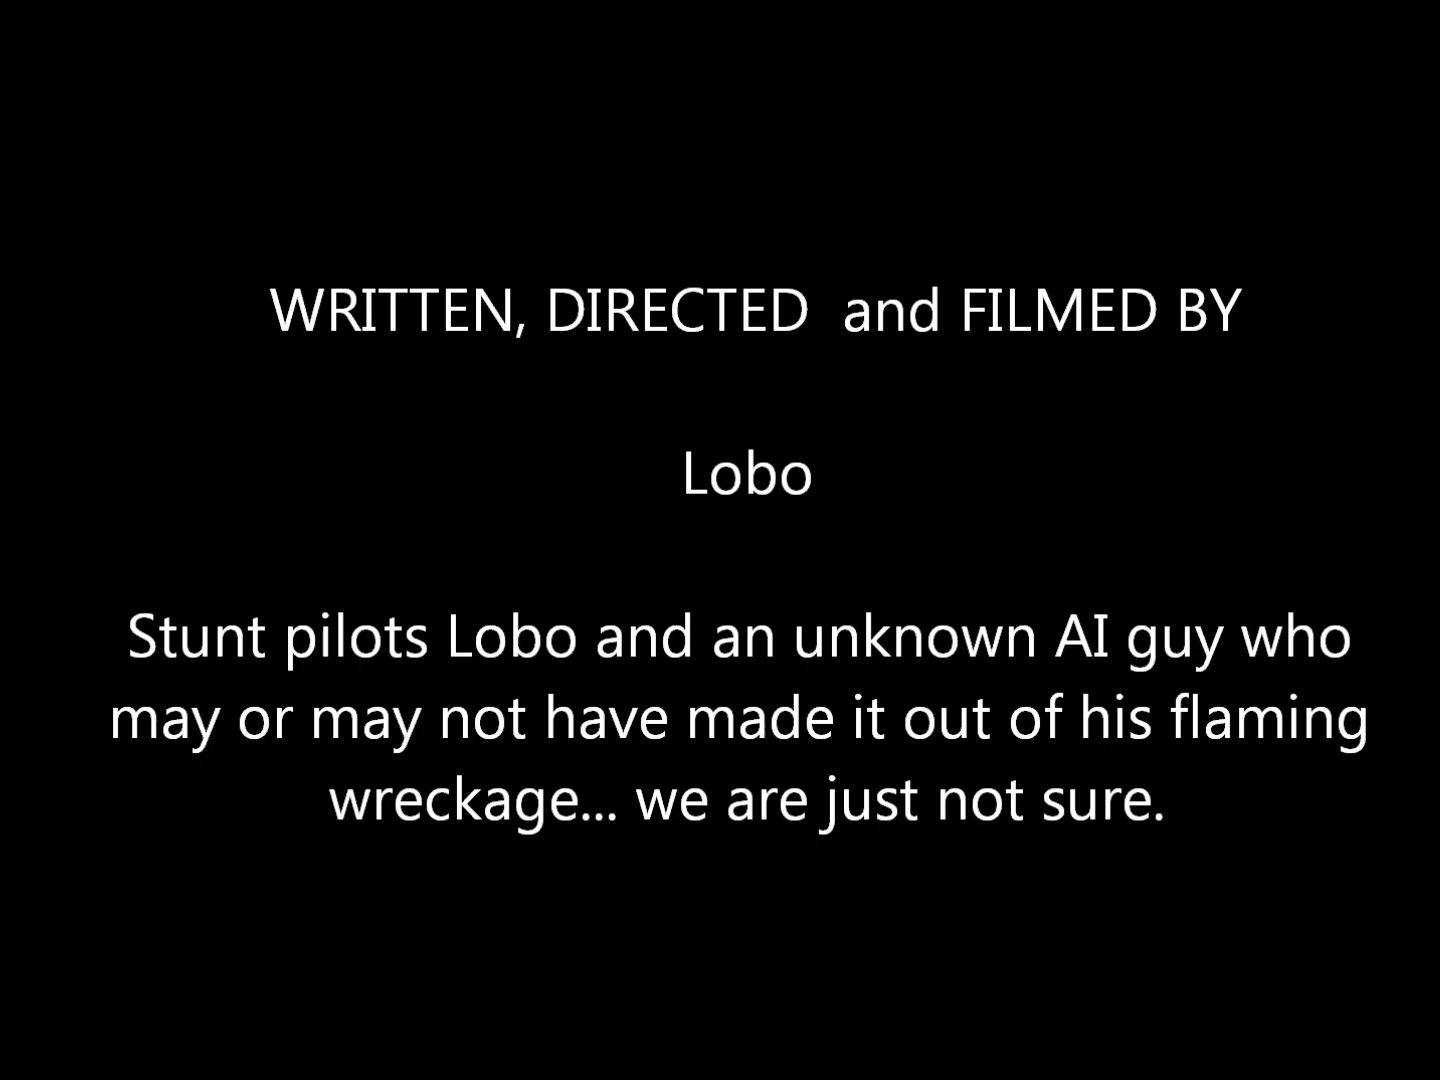 WRITTEN, DIRECTED  and FILMED BY
Lobo
Stunt pilots Lobo and an unknown AI guy who
may or may not have made it out of his flaming
wreckage... we are just not sure.